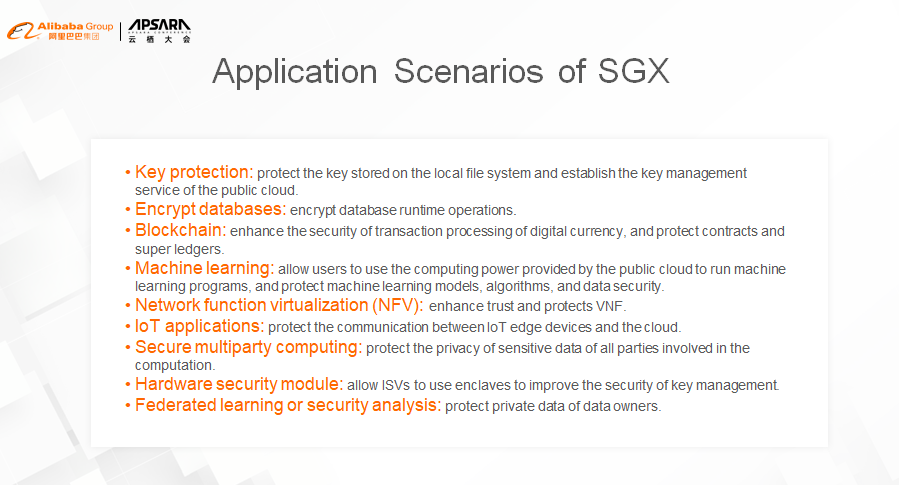 Alibaba Group
阿里巴巴集团
APSARA
APSARA CONFERENCE
云栖大会
Application Scenarios of SGX
• Key protection: protect the key stored on the local file system and establish the key management
service of the public cloud.
• Encrypt databases: encrypt database runtime operations.
• Blockchain: enhance the security of transaction processing of digital currency, and protect contracts and
super ledgers.
• Machine learning: allow users to use the computing power provided by the public cloud to run machine
learning programs, and protect machine learning models, algorithms, and data security.
• Network function virtualization (NFV): enhance trust and protects VNF.
• IoT applications: protect the communication between IoT edge devices and the cloud.
• Secure multiparty computing: protect the privacy of sensitive data of all parties involved in the
computation.
• Hardware security module: allow ISVs to use enclaves to improve the security of key management.
• Federated learning or security analysis: protect private data of data owners.